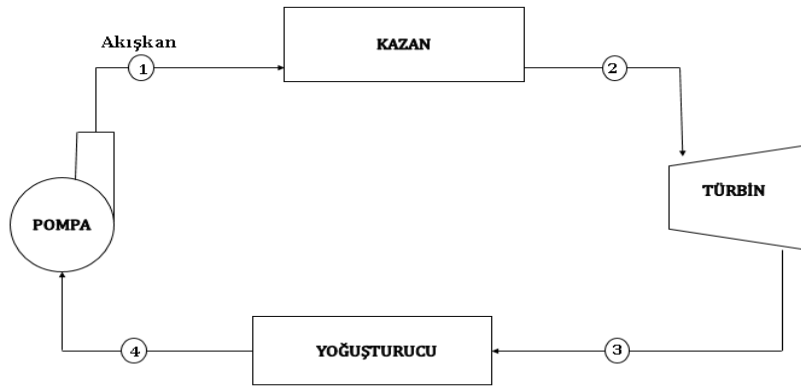 Akışkan
KAZAN
1
2
TÜRBİN
POMPA
YOĞUŞTURUCU
4
3